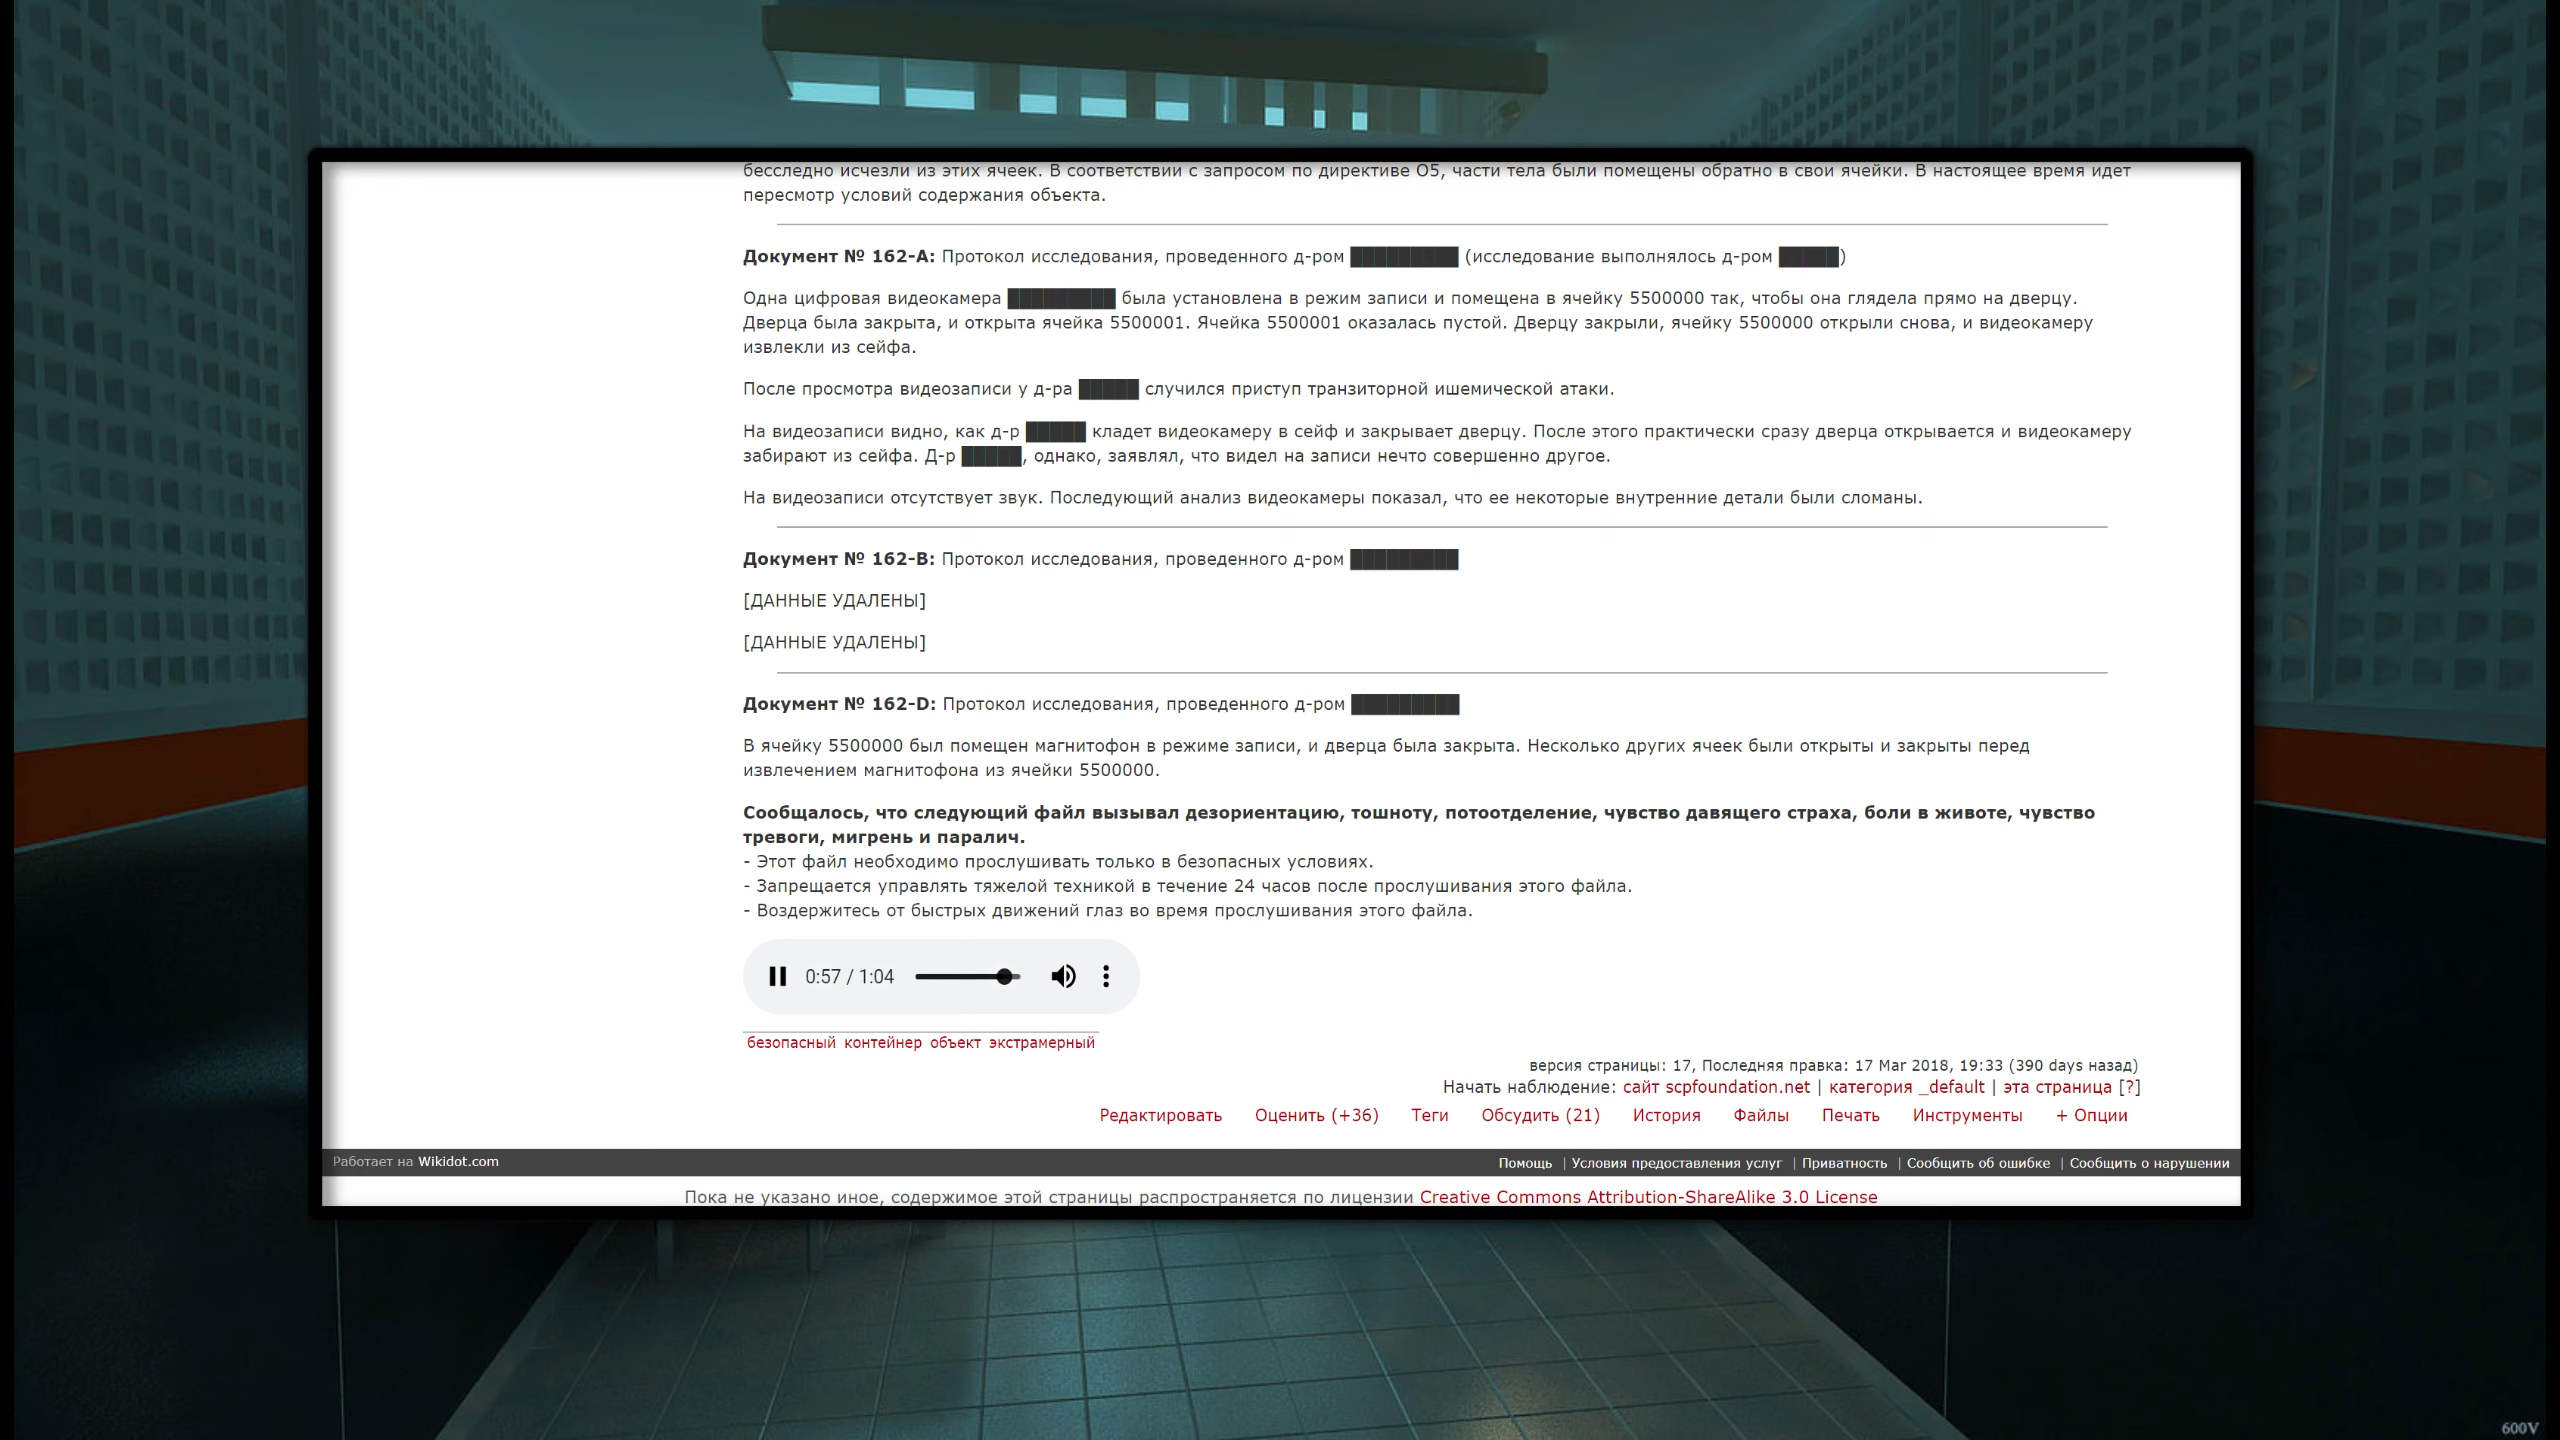 бесследно исчезли из этих ячеек. В соответствии с запросом по директиве О5, части тела были помещены обратно в свои ячейки. В настоящее время идет
пересмотр условий содержания объекта.
Документ № 162-A: Протокол исследования, проведенного д-ром █████████ (исследование выполнялось д-ром █████)
Одна цифровая видеокамера █████████ была установлена в режим записи и помещена в ячейку 5500000 так, чтобы она глядела прямо на дверцу.
Дверца была закрыта, и открыта ячейка 5500001. Ячейка 5500001 оказалась пустой. Дверцу закрыли, ячейку 5500000 открыли снова, и видеокамеру
извлекли из сейфа.
После просмотра видеозаписи у д-ра █████ случился приступ транзиторной ишемической атаки.
На видеозаписи видно, как д-р █████ кладет видеокамеру в сейф и закрывает дверцу. После этого практически сразу дверца открывается и видеокамеру
забирают из сейфа. Д-р █████, однако, заявлял, что видел на записи нечто совершенно другое.
На видеозаписи отсутствует звук. Последующий анализ видеокамеры показал, что ее некоторые внутренние детали были сломаны.
Документ № 162-B: Протокол исследования, проведенного д-ром █████████
[ДАННЫЕ УДАЛЕНЫ]
[ДАННЫЕ УДАЛЕНЫ]
Документ № 162-D: Протокол исследования, проведенного д-ром █████████
В ячейку 5500000 был помещен магнитофон в режиме записи, и дверца была закрыта. Несколько других ячеек были открыты и закрыты перед
извлечением магнитофона из ячейки 5500000.
Сообщалось, что следующий файл вызывал дезориентацию, тошноту, потоотделение, чувство давящего страха, боли в животе, чувство
тревоги, мигрень и паралич.
- Этот файл необходимо прослушивать только в безопасных условиях.
- Запрещается управлять тяжелой техникой в течение 24 часов после прослушивания этого файла.
- Воздержитесь от быстрых движений глаз во время прослушивания этого файла.
0:57 / 1:04
безопасный контейнер объект экстрамерный
версия страницы: 17, Последняя правка: 17 Mar 2018, 19:33 (390 days назад)
Начать наблюдение: сайт scpfoundation.net | категория _default | эта страница [?]
Редактировать Оценить (+36) Теги Обсудить (21) История Файлы Печать Инструменты + Опции
Работает на Wikidot.com
Помощь | Условия предоставления услуг | Приватность | Сообщить об ошибке | Сообщить о нарушении
Пока не указано иное, содержимое этой страницы распространяется по лицензии Creative Commons Attribution-ShareAlike 3.0 License
600V